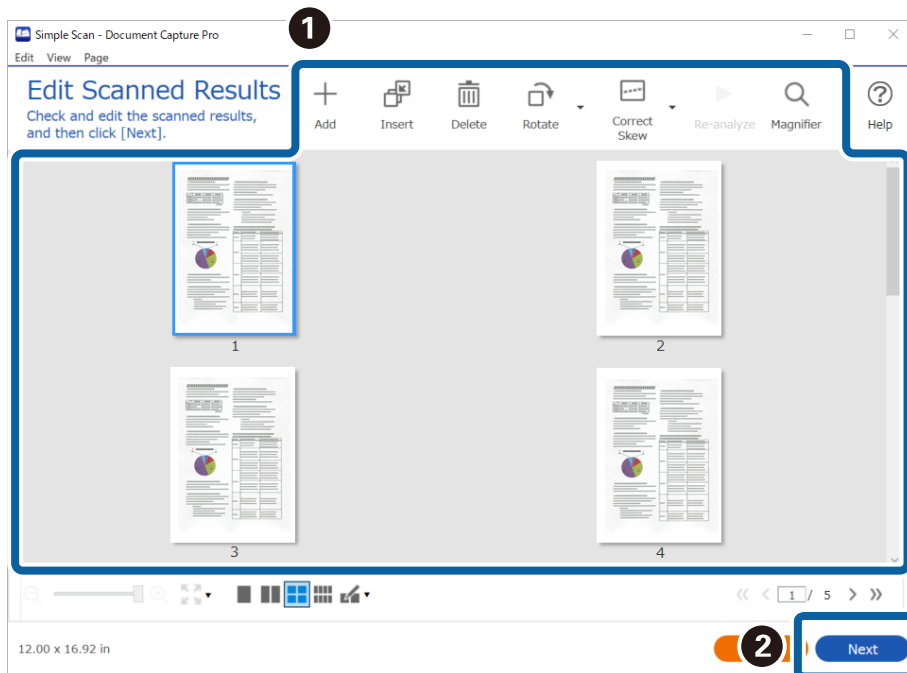 1
Simple Scan - Document Capture Pro
Edit View Page
Edit Scanned Results
Check and edit the scanned results,
and then click [Next].
Add
Insert
Delete
Rotate
Correct
Skew
Re-analyze
Magnifier
Help
1
2
3
4
1 / 5
12.00 x 16.92 in
2
Next